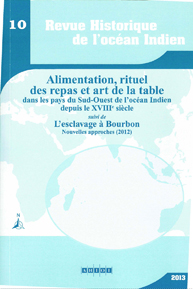 10
Revue Historique
de l'océan Indien
Alimentation, rituel
des repas et art de la table
dans les pays du Sud-Ouest de l'océan Indien
depuis le XVIIIe siècle
suivi de
L'esclavage à Bourbon
Nouvelles approches (2012)
N
AHIOI
2013